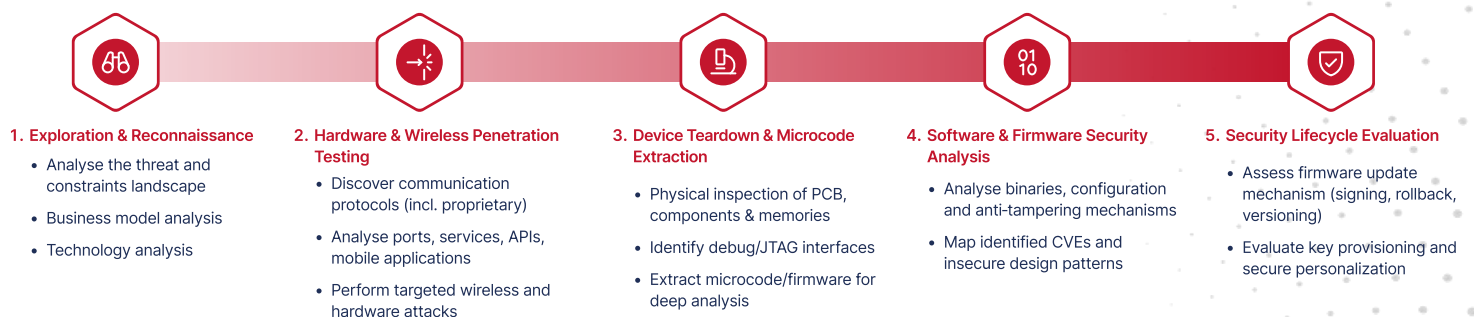 01
10
1. Exploration & Reconnaissance
• Analyse the threat and
constraints landscape
• Business model analysis
• Technology analysis
2. Hardware & Wireless Penetration
Testing
• Discover communication
protocols (incl. proprietary)
• Analyse ports, services, APIs,
mobile applications
• Perform targeted wireless and
hardware attacks
3. Device Teardown & Microcode
Extraction
• Physical inspection of PCB,
components & memories
• Identify debug/JTAG interfaces
• Extract microcode/firmware for
deep analysis
4. Software & Firmware Security
Analysis
• Analyse binaries, configuration
and anti-tampering mechanisms
• Map identified CVEs and
insecure design patterns
5. Security Lifecycle Evaluation
• Assess firmware update
mechanism (signing, rollback,
versioning)
• Evaluate key provisioning and
secure personalization